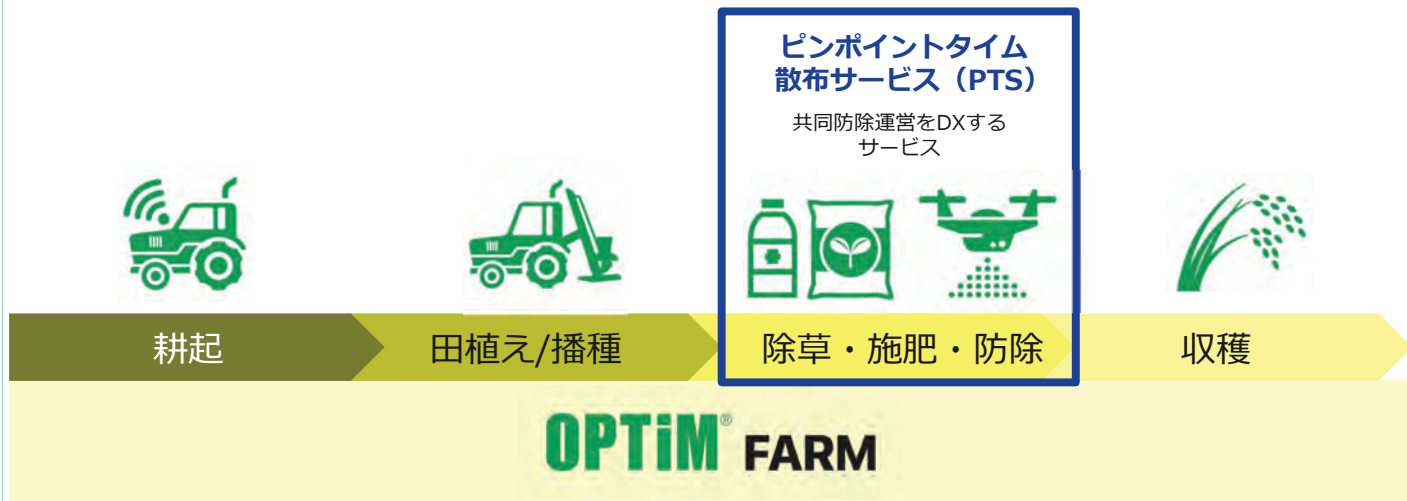 ピンポイントタイム
散布サービス（PTS）
共同防除運営をDXする
サービス
耕起
田植え/播種
除草・施肥・防除
収穫
OPTiM® FARM